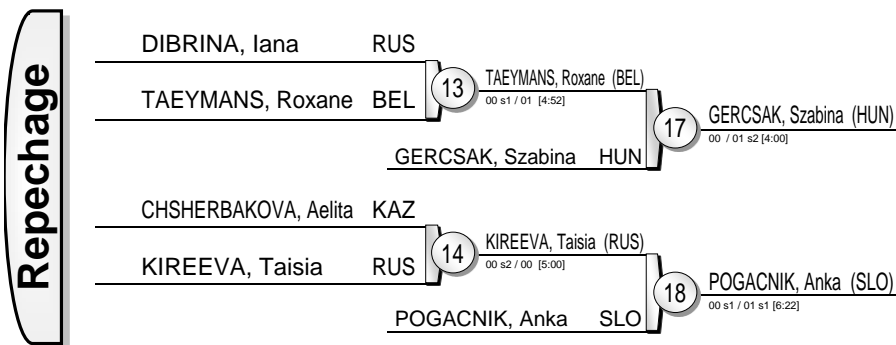 Repechage
DIBRINA, Iana RUS
13
TAEYMANS, Roxane (BEL)
00 s1 / 01 [4:52]
TAEYMANS, Roxane BEL
17
GERCSAK, Szabina (HUN)
00 / 01 s2 [4:00]
GERCSAK, Szabina HUN
CHSHERBAKOVA, Aelita KAZ
14
KIREEVA, Taisia (RUS)
00 s2 / 00 [5:00]
KIREEVA, Taisia RUS
18
POGACNIK, Anka (SLO)
00 s1 / 01 s1 [6:22]
POGACNIK, Anka SLO